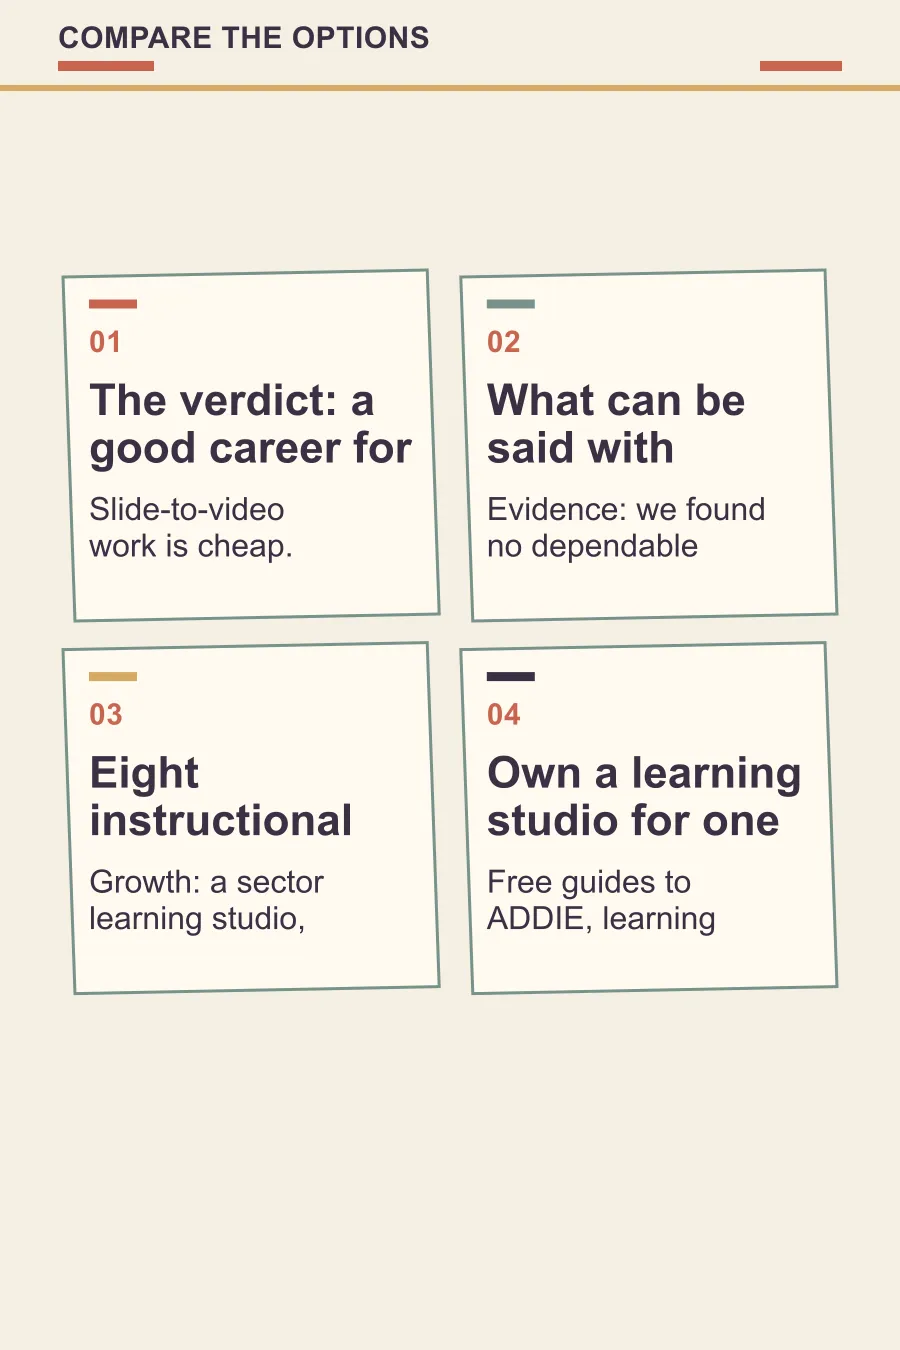 COMPARE THE OPTIONS
01
The verdict: a
good career for
Slide-to-video
work is cheap.
02
What can be
said with
Evidence: we found
no dependable
03
Eight
instructional
Growth: a sector
learning studio,
04
Own a learning
studio for one
Free guides to
ADDIE, learning